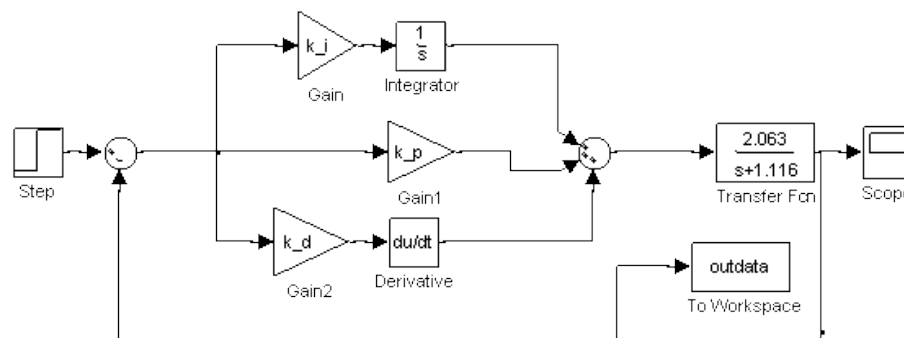 k_i
1
s
Gain
Integrator
Step
k_p
Gain1
2.063
s+1.116
Transfer Fcn
Scope
k_d
Gain2
du/dt
Derivative
outdata
To Workspace